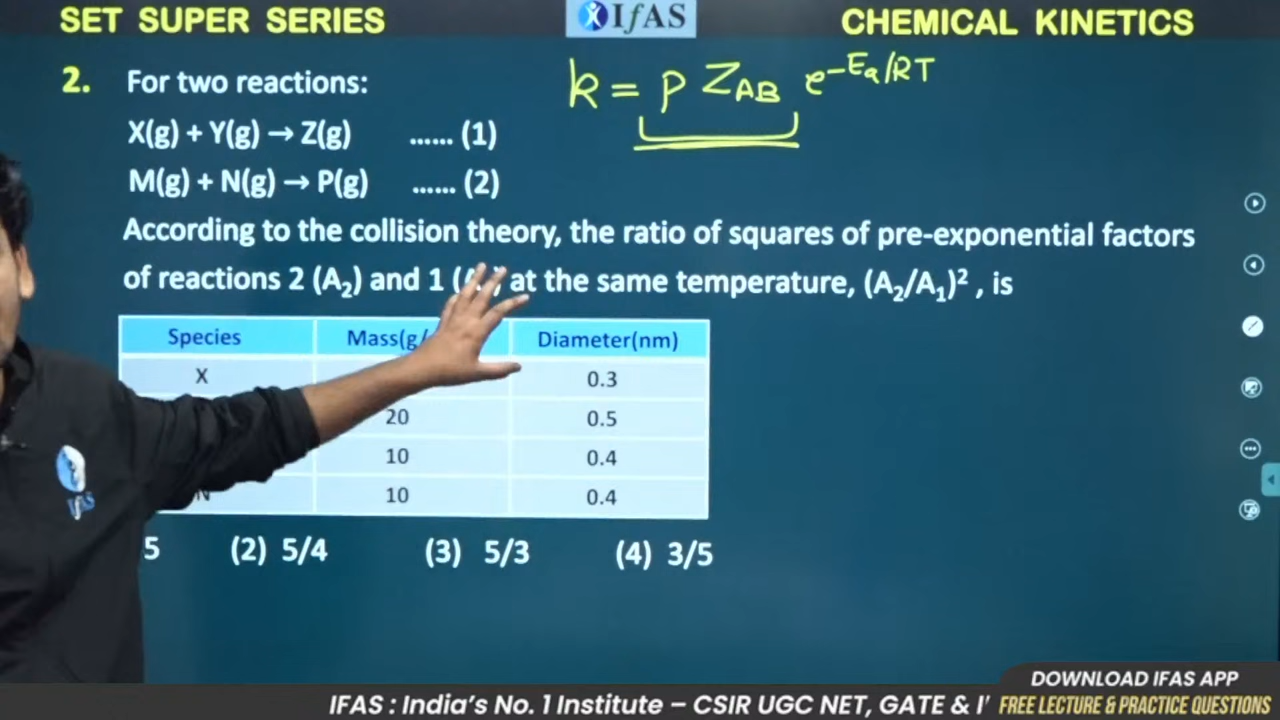 SET SUPER SERIES
IfAS
CHEMICAL KINETICS
2. For two reactions:
k = P Z_AB e^-Ea/RT
X(g) + Y(g) → Z(g) ...... (1)
M(g) + N(g) → P(g) ...... (2)
According to the collision theory, the ratio of squares of pre-exponential factors
of reactions 2 (A₂) and 1 at the same temperature, (A₂/A₁)² , is
Species Mass(g/ Diameter(nm)
X 0.3
20 0.5
10 0.4
N 10 0.4
5 (2) 5/4 (3) 5/3 (4) 3/5
IFAS
DOWNLOAD IFAS APP
IFAS : India's No. 1 Institute – CSIR UGC NET, GATE & I
FREE LECTURE & PRACTICE QUESTIONS